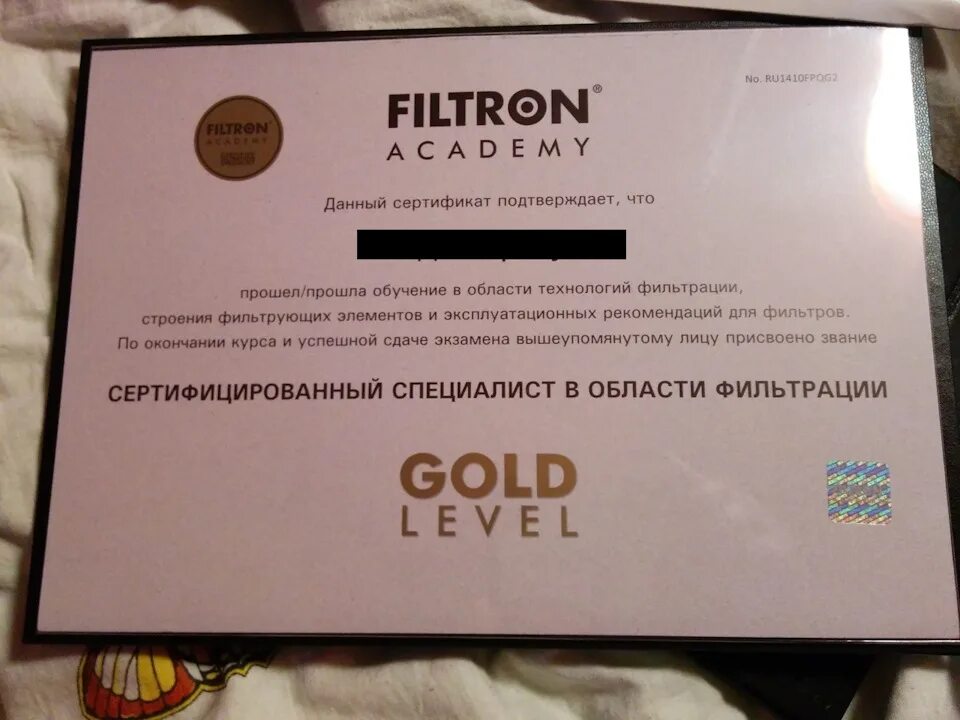 No. RU1410FPQG2
FILTRON
ACADEMY
FILTRON®
ACADEMY
Данный сертификат подтверждает, что
прошел/прошла обучение в области технологий фильтрации,
строения фильтрующих элементов и эксплуатационных рекомендаций для фильтров.
По окончании курса и успешной сдаче экзамена вышеупомянутому лицу присвоено звание
СЕРТИФИЦИРОВАННЫЙ СПЕЦИАЛИСТ В ОБЛАСТИ ФИЛЬТРАЦИИ
GOLD
LEVEL